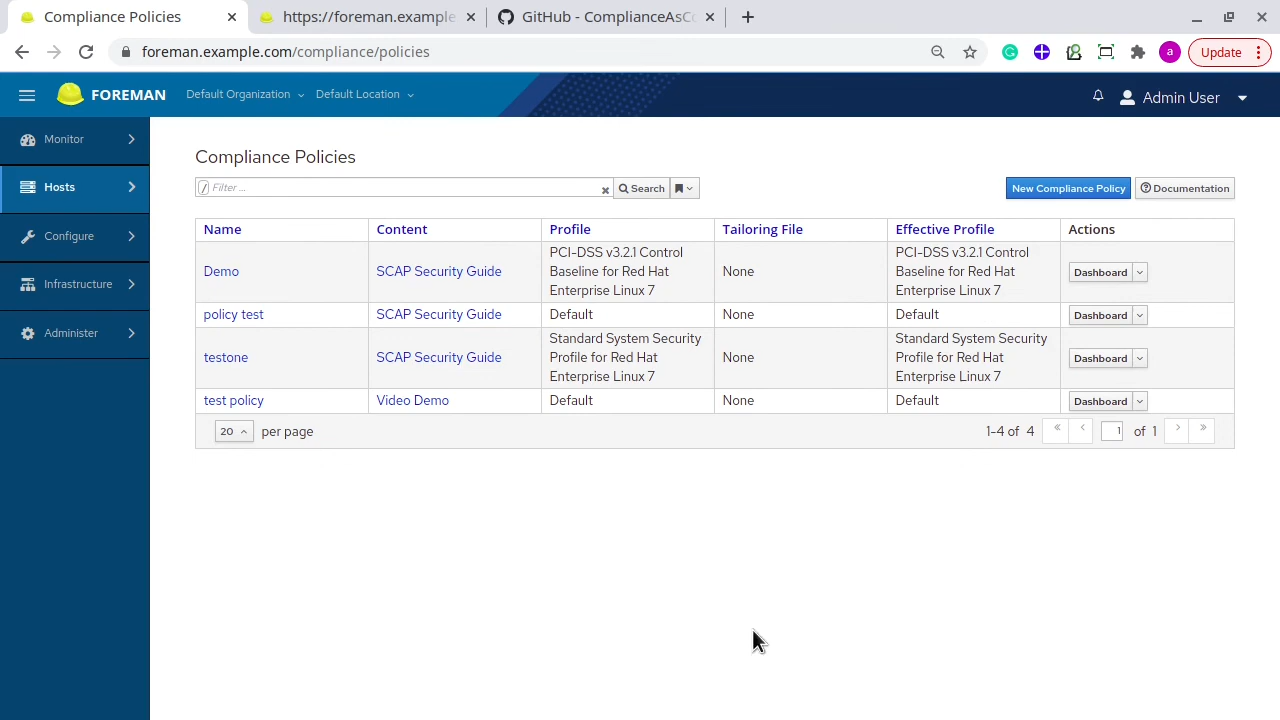 Compliance Policies
https://foreman.example
GitHub - ComplianceAsCo
foreman.example.com/compliance/policies
a
Update
FOREMAN
Default Organization
Default Location
Admin User
Monitor
Hosts
Configure
Infrastructure
Administer
Compliance Policies
/ Filter ...
Search
New Compliance Policy
Documentation
Name Content Profile Tailoring File Effective Profile Actions
Demo
SCAP Security Guide
PCI-DSS v3.2.1 Control
Baseline for Red Hat
Enterprise Linux 7
None
PCI-DSS v3.2.1 Control
Baseline for Red Hat
Enterprise Linux 7
Dashboard
policy test SCAP Security Guide Default None Default Dashboard
testone
SCAP Security Guide
Standard System Security
Profile for Red Hat
Enterprise Linux 7
None
Standard System Security
Profile for Red Hat
Enterprise Linux 7
Dashboard
test policy Video Demo Default None Default Dashboard
20 per page
1-4 of 4 « ‹ 1 of 1 › »